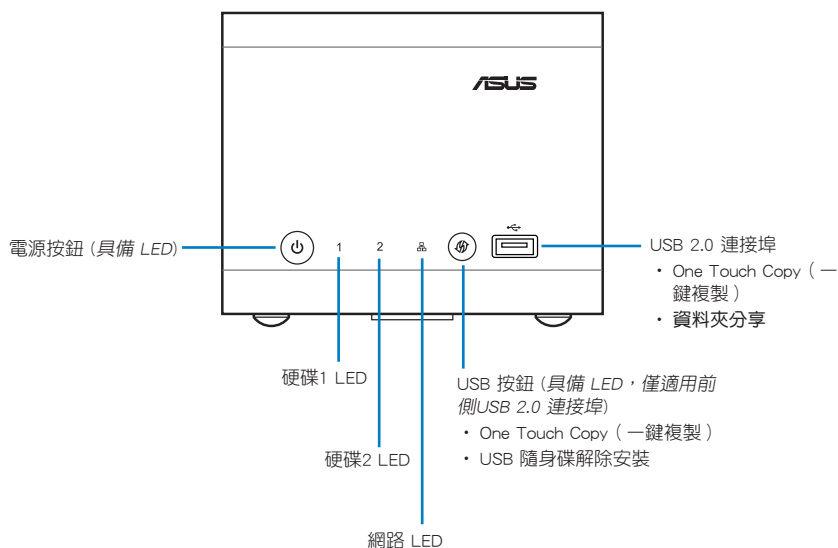 ASUS
電源按鈕 (具備 LED)
1
2
USB 2.0 連接埠
• One Touch Copy（一
鍵複製）
• 資料夾分享
硬碟1 LED
USB 按鈕 (具備 LED，僅適用前
側USB 2.0 連接埠)
• One Touch Copy（一鍵複製）
• USB 隨身碟解除安裝
硬碟2 LED
網路 LED